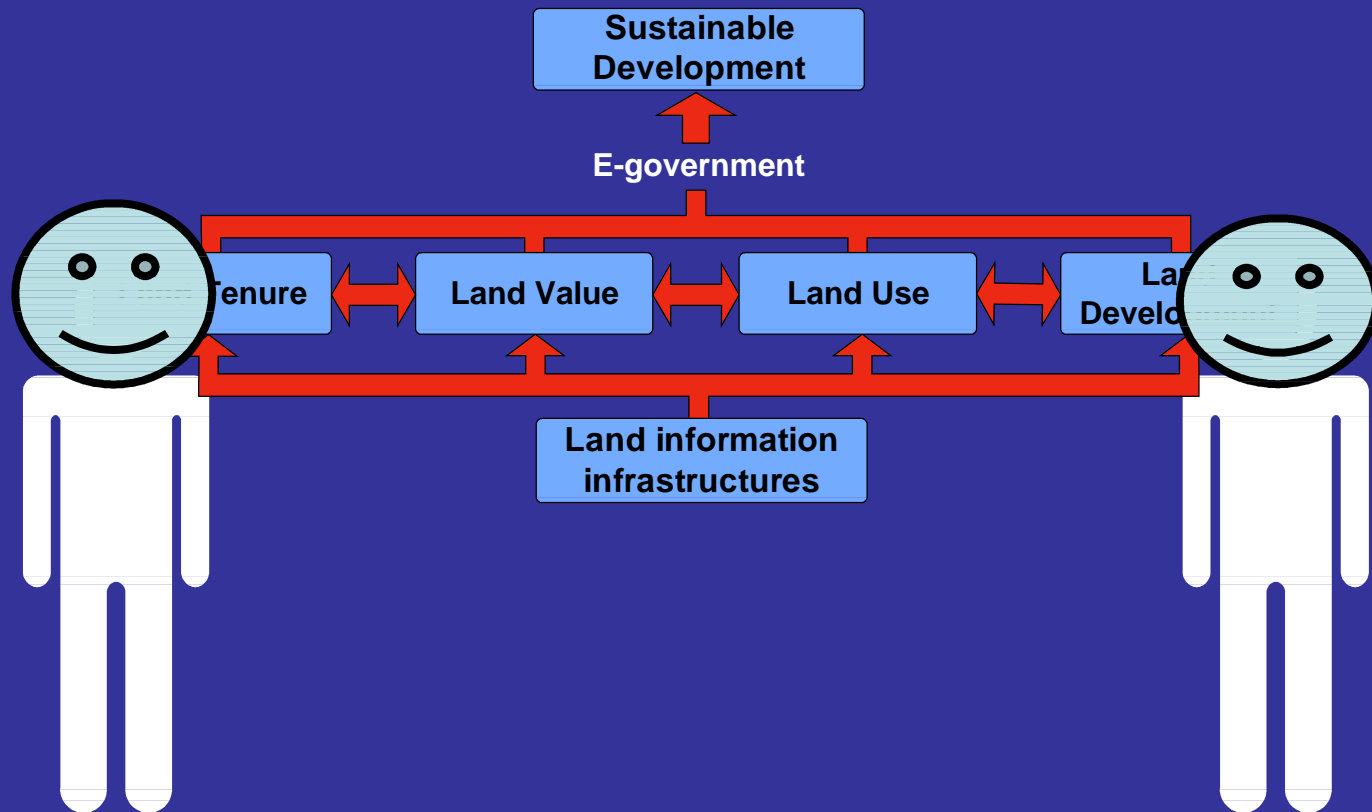 Sustainable
Development
E-government
Tenure
Land Value
Land Use
Land information
infrastructures